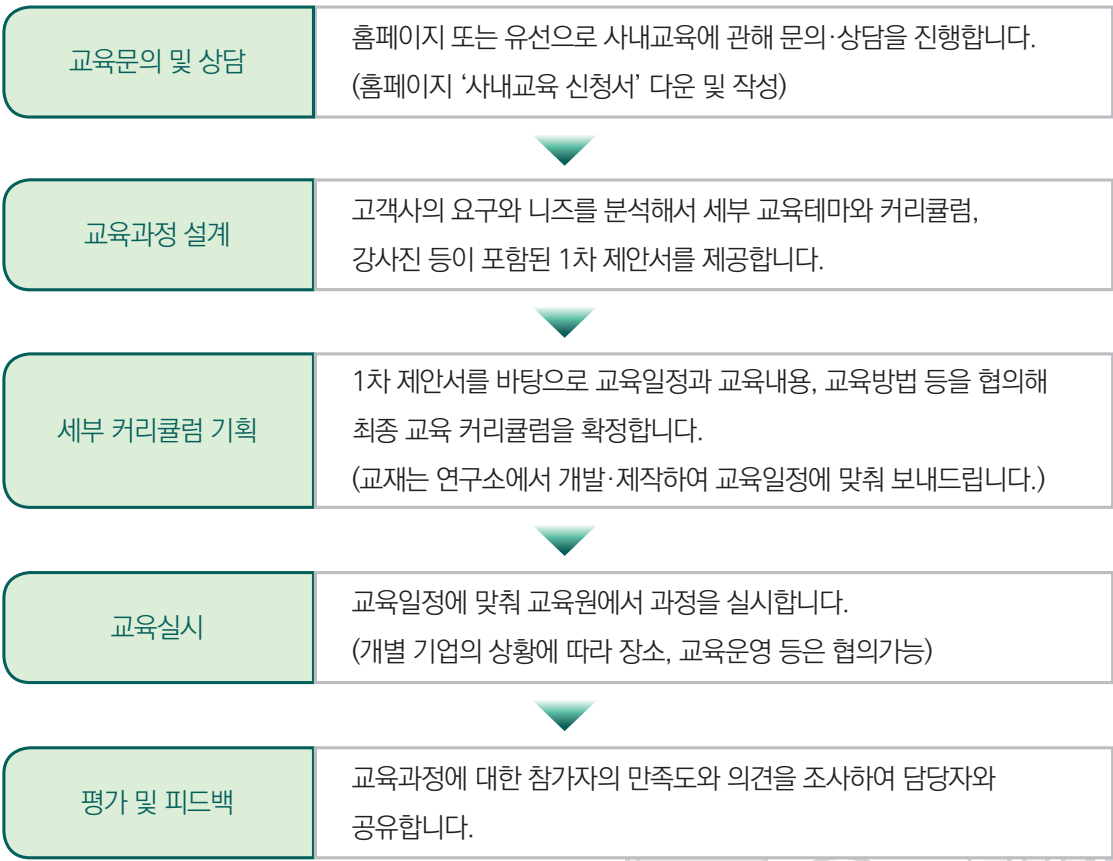 교육문의 및 상담
홈페이지 또는 유선으로 사내교육에 관해 문의·상담을 진행합니다.
(홈페이지 ‘사내교육 신청서’ 다운 및 작성)
교육과정 설계
고객사의 요구와 니즈를 분석해서 세부 교육테마와 커리큘럼,
강사진 등이 포함된 1차 제안서를 제공합니다.
세부 커리큘럼 기획
1차 제안서를 바탕으로 교육일정과 교육내용, 교육방법 등을 협의해
최종 교육 커리큘럼을 확정합니다.
(교재는 연구소에서 개발·제작하여 교육일정에 맞춰 보내드립니다.)
교육실시
교육일정에 맞춰 교육원에서 과정을 실시합니다.
(개별 기업의 상황에 따라 장소, 교육운영 등은 협의가능)
평가 및 피드백
교육과정에 대한 참가자의 만족도와 의견을 조사하여 담당자와
공유합니다.